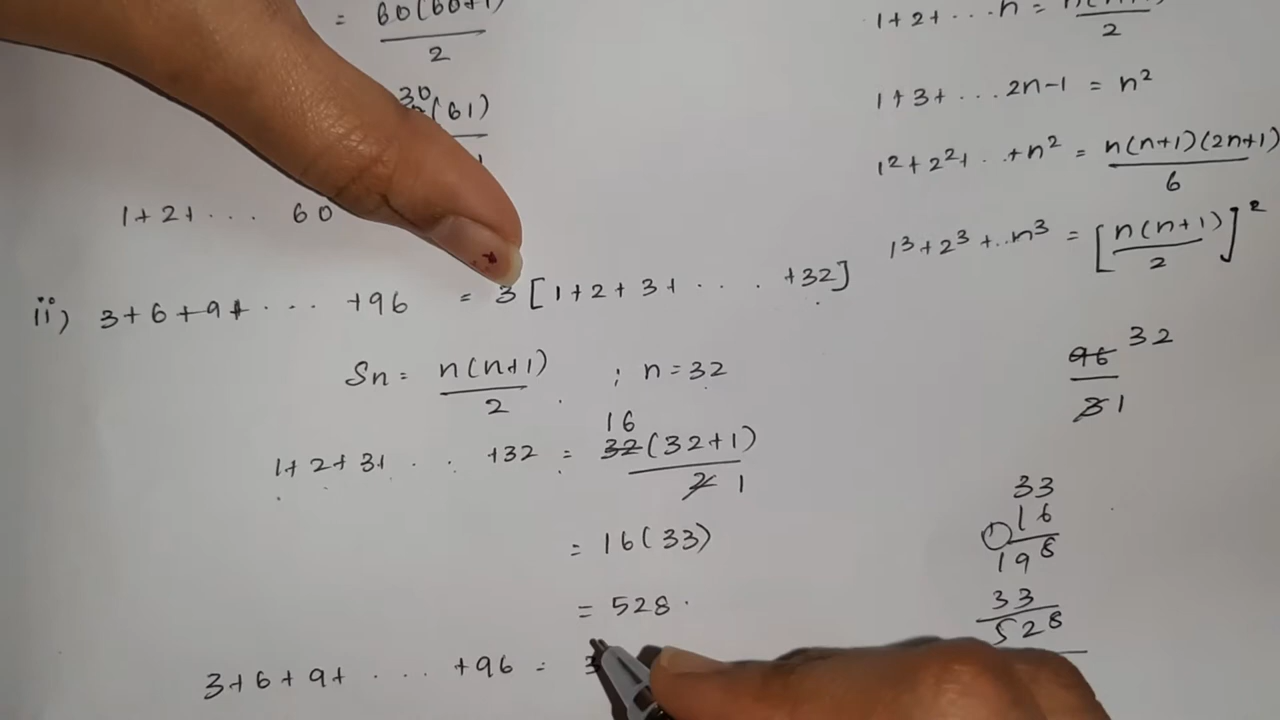 = 60(60+1)
2
30
(61)
1+2+... 60
ii) 3+6+9+... +96 = 3[1+2+3+.... +32]
Sn = n(n+1)
2
; n=32
16
1+2+3+.. +32 = 32(32+1)
2 1
= 16(33)
= 528.
3+6+9+.... +96 = 3
1+2+...n =
2
1+3+...2n-1 = n²
1²+2²+..+n² = n(n+1)(2n+1)
6
1³+2³+..n³ = [n(n+1)]²
2
96 32
3 1
33
16
198
33
528